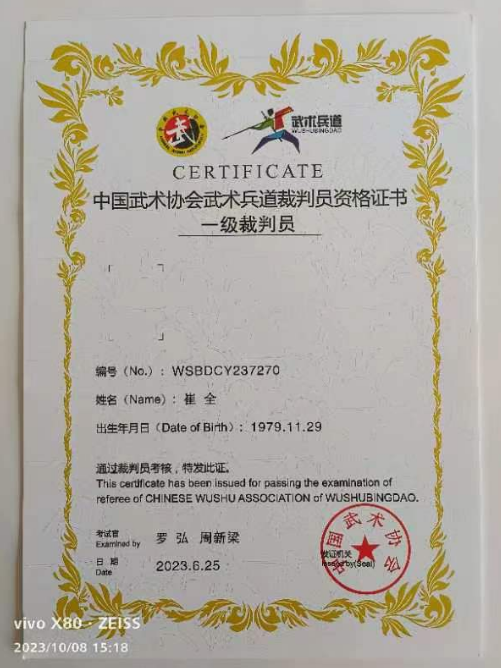 武术兵道
WUSHUBINGDAO
CERTIFICATE
中国武术协会武术兵道裁判员资格证书
一级裁判员
编号（No.）：WSBDCY237270
姓名（Name）：崔 全
出生年月日（Date of Birth）：1979.11.29
通过裁判员考核，特发此证。
This certificate has been issued for passing the examination of
referee of CHINESE WUSHU ASSOCIATION of WUSHUBINGDAO.
考试官 罗 弘 周新梁
Examined by
中国武术协会
发证机关
Issued by(Seal)
日 期 2023.6.25
Date
vivo X80 · ZEISS
2023/10/08 15:18